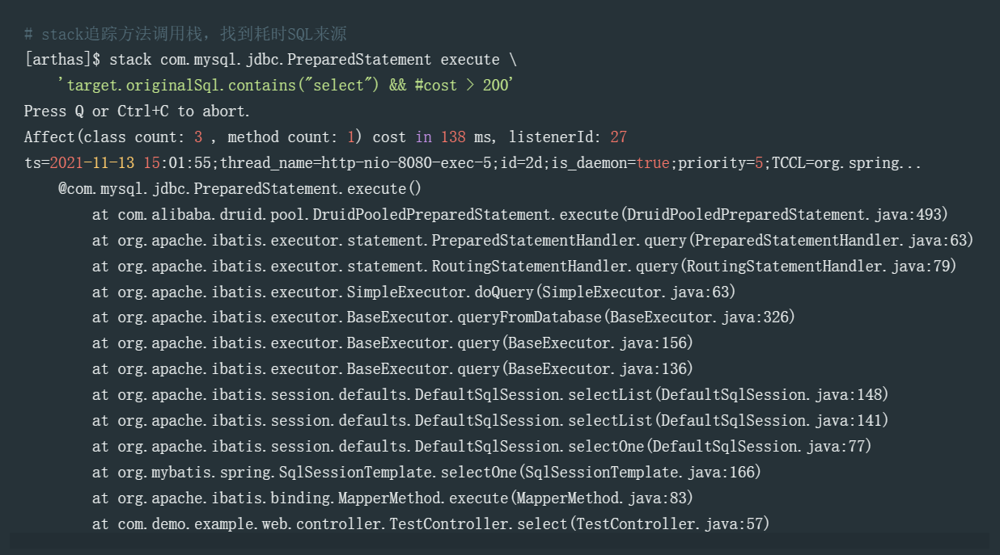 # stack追踪方法调用栈，找到耗时SQL来源
[arthas]$ stack com.mysql.jdbc.PreparedStatement execute \
'target.originalSql.contains("select") && #cost > 200'
Press Q or Ctrl+C to abort.
Affect(class count: 3 , method count: 1) cost in 138 ms, listenerId: 27
ts=2021-11-13 15:01:55;thread_name=http-nio-8080-exec-5;id=2d;is_daemon=true;priority=5;TCCL=org.spring...
@com.mysql.jdbc.PreparedStatement.execute()
at com.alibaba.druid.pool.DruidPooledPreparedStatement.execute(DruidPooledPreparedStatement.java:493)
at org.apache.ibatis.executor.statement.PreparedStatementHandler.query(PreparedStatementHandler.java:63)
at org.apache.ibatis.executor.statement.RoutingStatementHandler.query(RoutingStatementHandler.java:79)
at org.apache.ibatis.executor.SimpleExecutor.doQuery(SimpleExecutor.java:63)
at org.apache.ibatis.executor.BaseExecutor.queryFromDatabase(BaseExecutor.java:326)
at org.apache.ibatis.executor.BaseExecutor.query(BaseExecutor.java:156)
at org.apache.ibatis.executor.BaseExecutor.query(BaseExecutor.java:136)
at org.apache.ibatis.session.defaults.DefaultSqlSession.selectList(DefaultSqlSession.java:148)
at org.apache.ibatis.session.defaults.DefaultSqlSession.selectList(DefaultSqlSession.java:141)
at org.apache.ibatis.session.defaults.DefaultSqlSession.selectOne(DefaultSqlSession.java:77)
at org.mybatis.spring.SqlSessionTemplate.selectOne(SqlSessionTemplate.java:166)
at org.apache.ibatis.binding.MapperMethod.execute(MapperMethod.java:83)
at com.demo.example.web.controller.TestController.select(TestController.java:57)